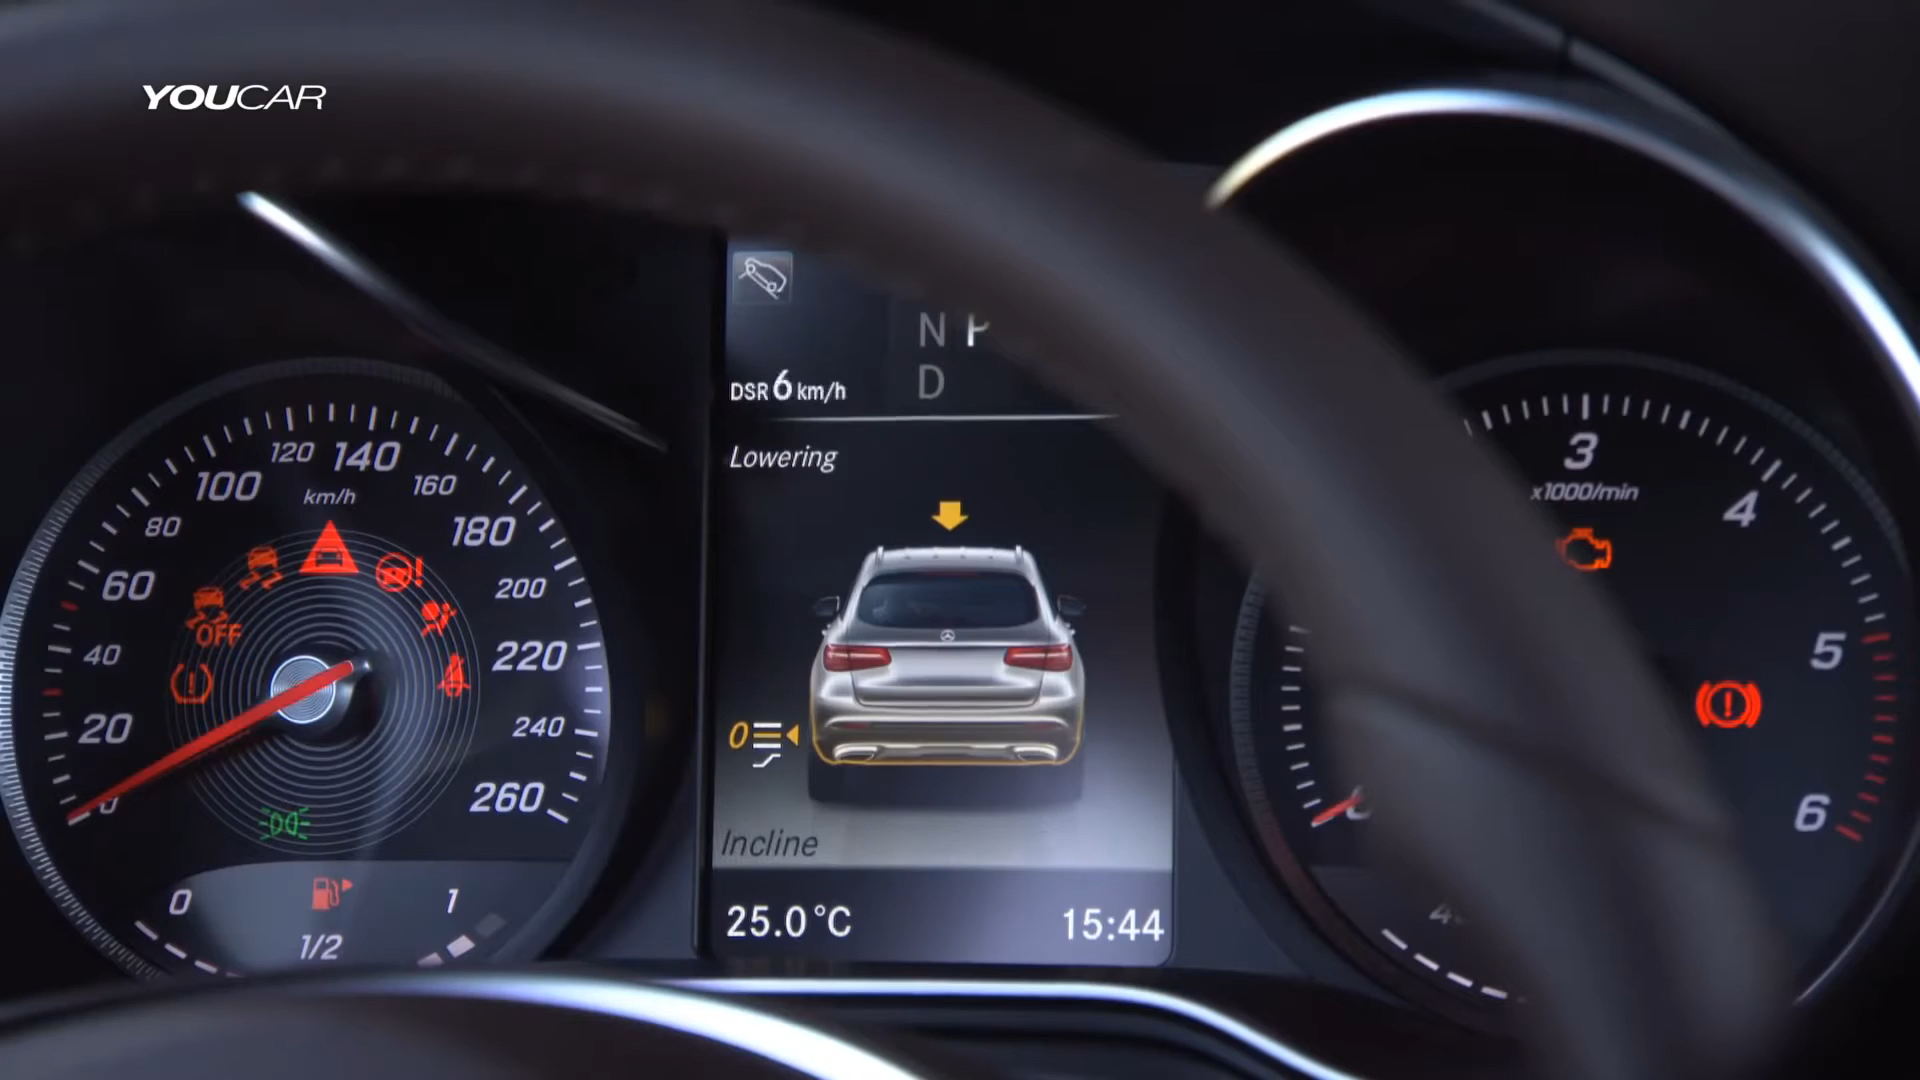 YOUCAR
N P
DSR 6 km/h
D
Lowering
0
Incline
25.0°C
15:44
120 140
100
km/h
160
80
180
60
200
OFF
40
220
20
240
0
260
0
1
1/2
3
x1000/min
4
5
6